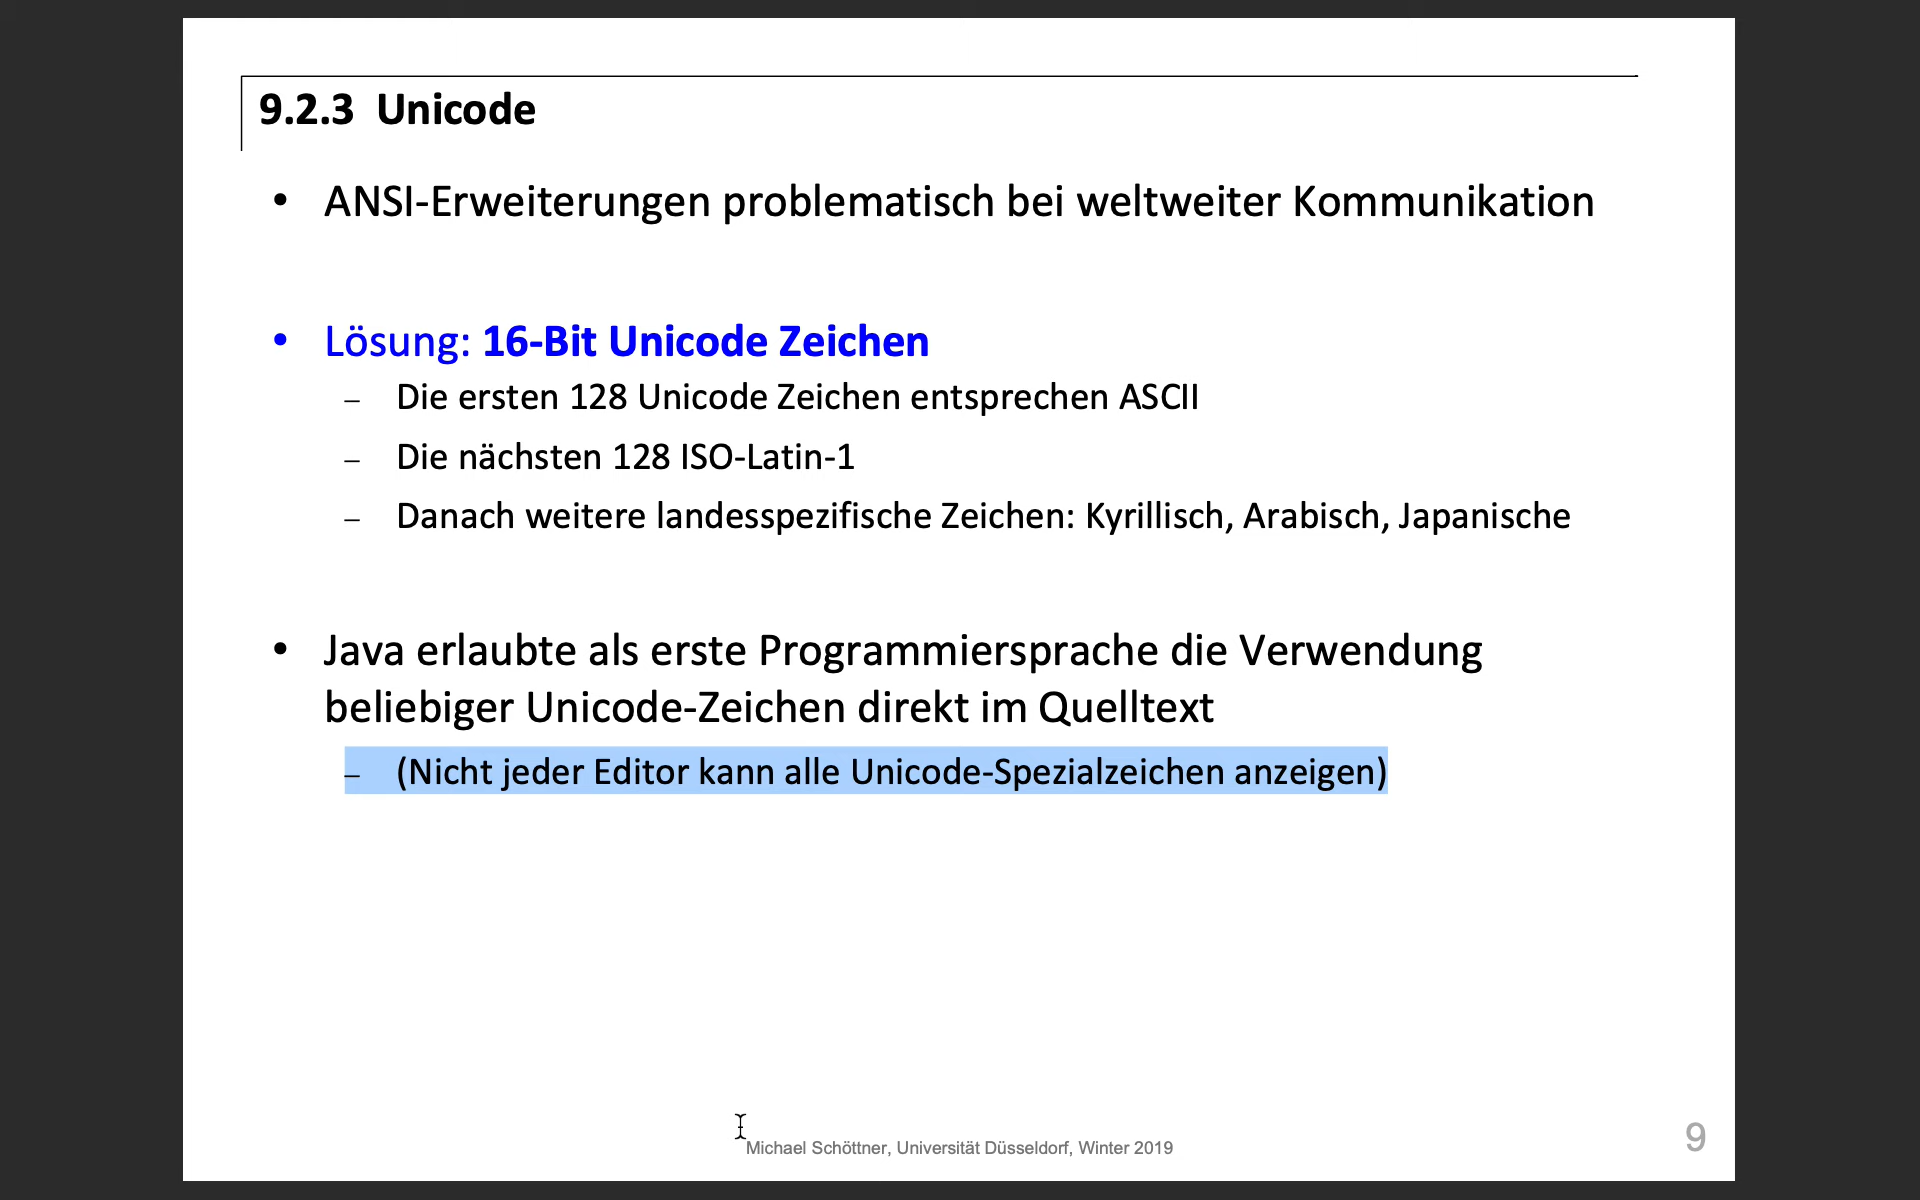 9.2.3 Unicode
• ANSI-Erweiterungen problematisch bei weltweiter Kommunikation
• Lösung: 16-Bit Unicode Zeichen
– Die ersten 128 Unicode Zeichen entsprechen ASCII
– Die nächsten 128 ISO-Latin-1
– Danach weitere landesspezifische Zeichen: Kyrillisch, Arabisch, Japanische
• Java erlaubte als erste Programmiersprache die Verwendung
beliebiger Unicode-Zeichen direkt im Quelltext
– (Nicht jeder Editor kann alle Unicode-Spezialzeichen anzeigen)
Michael Schöttner, Universität Düsseldorf, Winter 2019
9